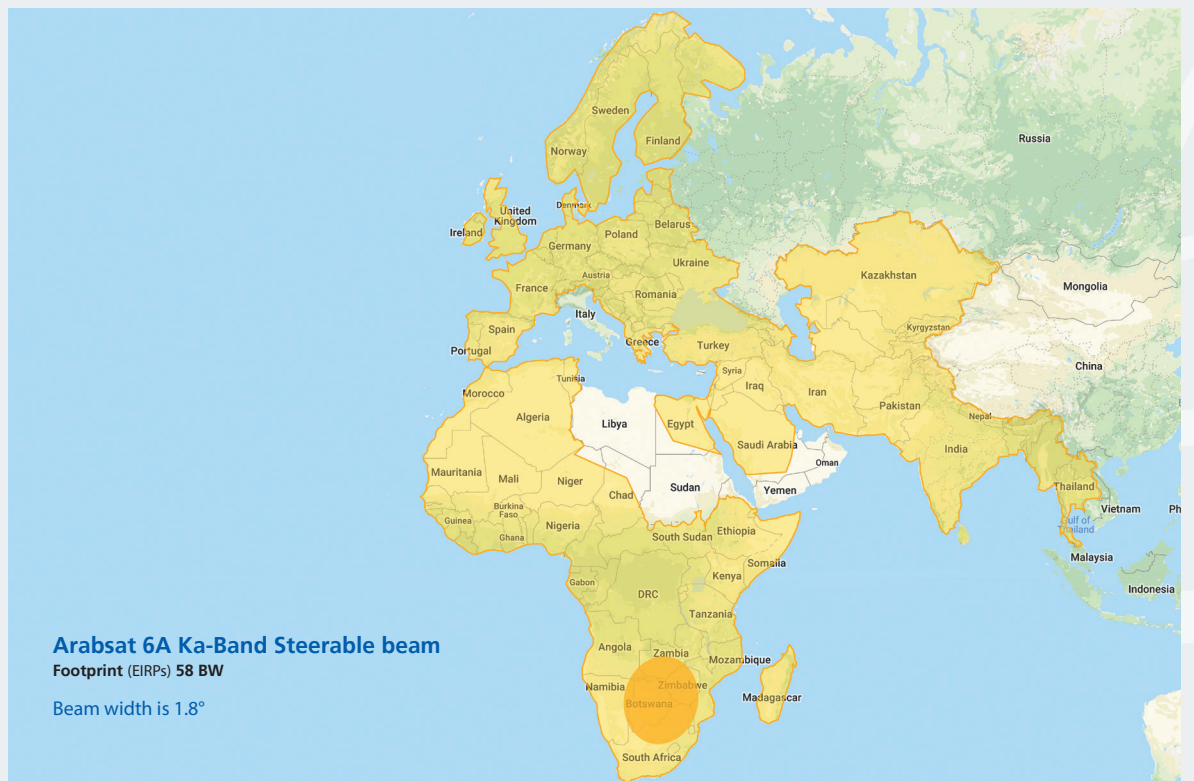 Sweden
Russia
Finland
Norway
Denmark
United
Kingdom
Ireland
Belarus
Poland
Germany
Ukraine
Austria
Kazakhstan
France
Mongolia
Romania
Italy
Spain
Kyrgyzstan
Greece
Turkey
Portugal
China
Syria
Tunisia
Iraq
Iran
Morocco
Pakistan
Algeria
Nepal
Libya
Egypt
Saudi Arabia
India
Oman
Mauritania
Mali
Niger
Sudan
Yemen
Thailand
Chad
Burkina
Faso
Vietnam
Ph
Guinea
Nigeria
Gulf of
Thailand
Ethiopia
Ghana
South Sudan
Malaysia
Somalia
Kenya
Gabon
Indonesia
DRC
Tanzania
Arabsat 6A Ka-Band Steerable beam
Footprint (EIRPs) 58 BW
Beam width is 1.8°
Angola
Zambia
Mozambique
Namibia
Zimbabwe
Madagascar
Botswana
South Africa